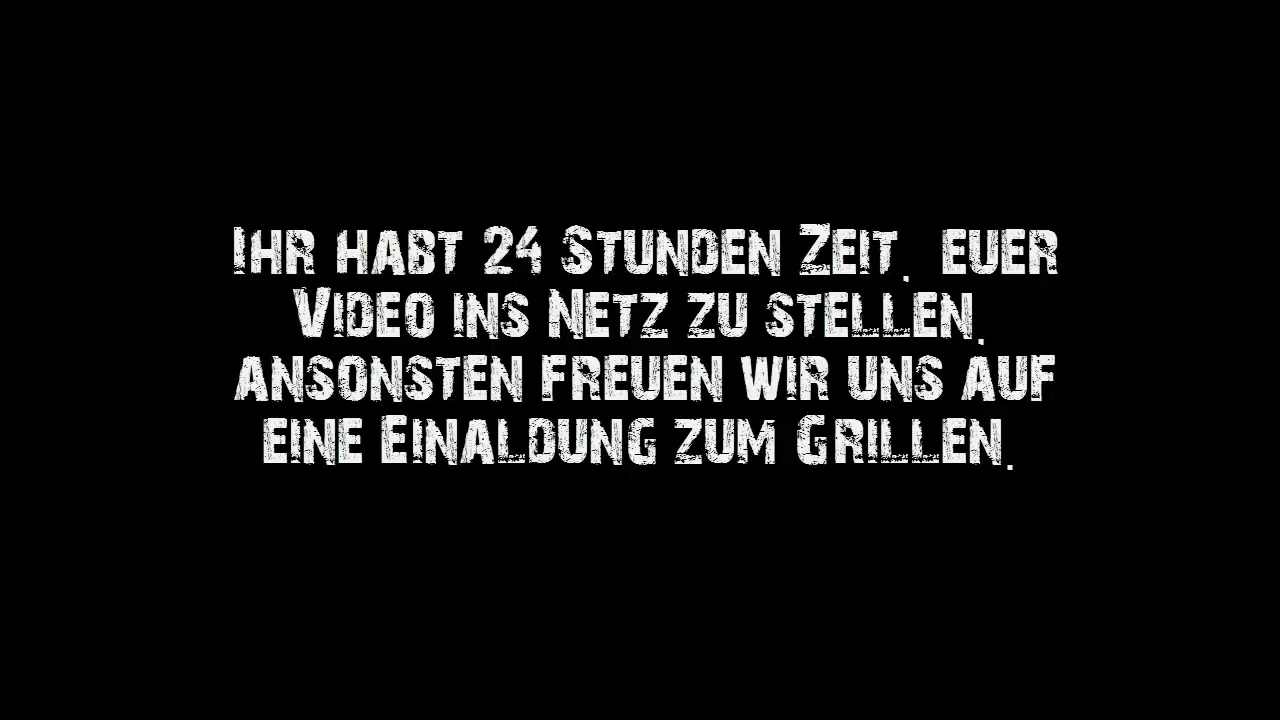 Ihr habt 24 Stunden Zeit, euer
Video ins Netz zu stellen,
ansonsten freuen wir uns auf
eine Einaldung zum Grillen.